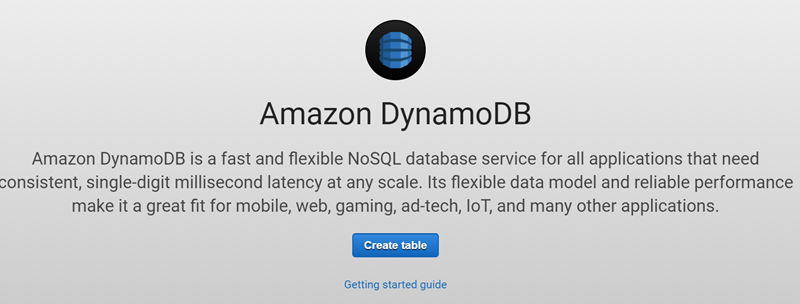 Amazon DynamoDB
Amazon DynamoDB is a fast and flexible NoSQL database service for all applications that need
consistent, single-digit millisecond latency at any scale. Its flexible data model and reliable performance
make it a great fit for mobile, web, gaming, ad-tech, IoT, and many other applications.
Create table
Getting started guide